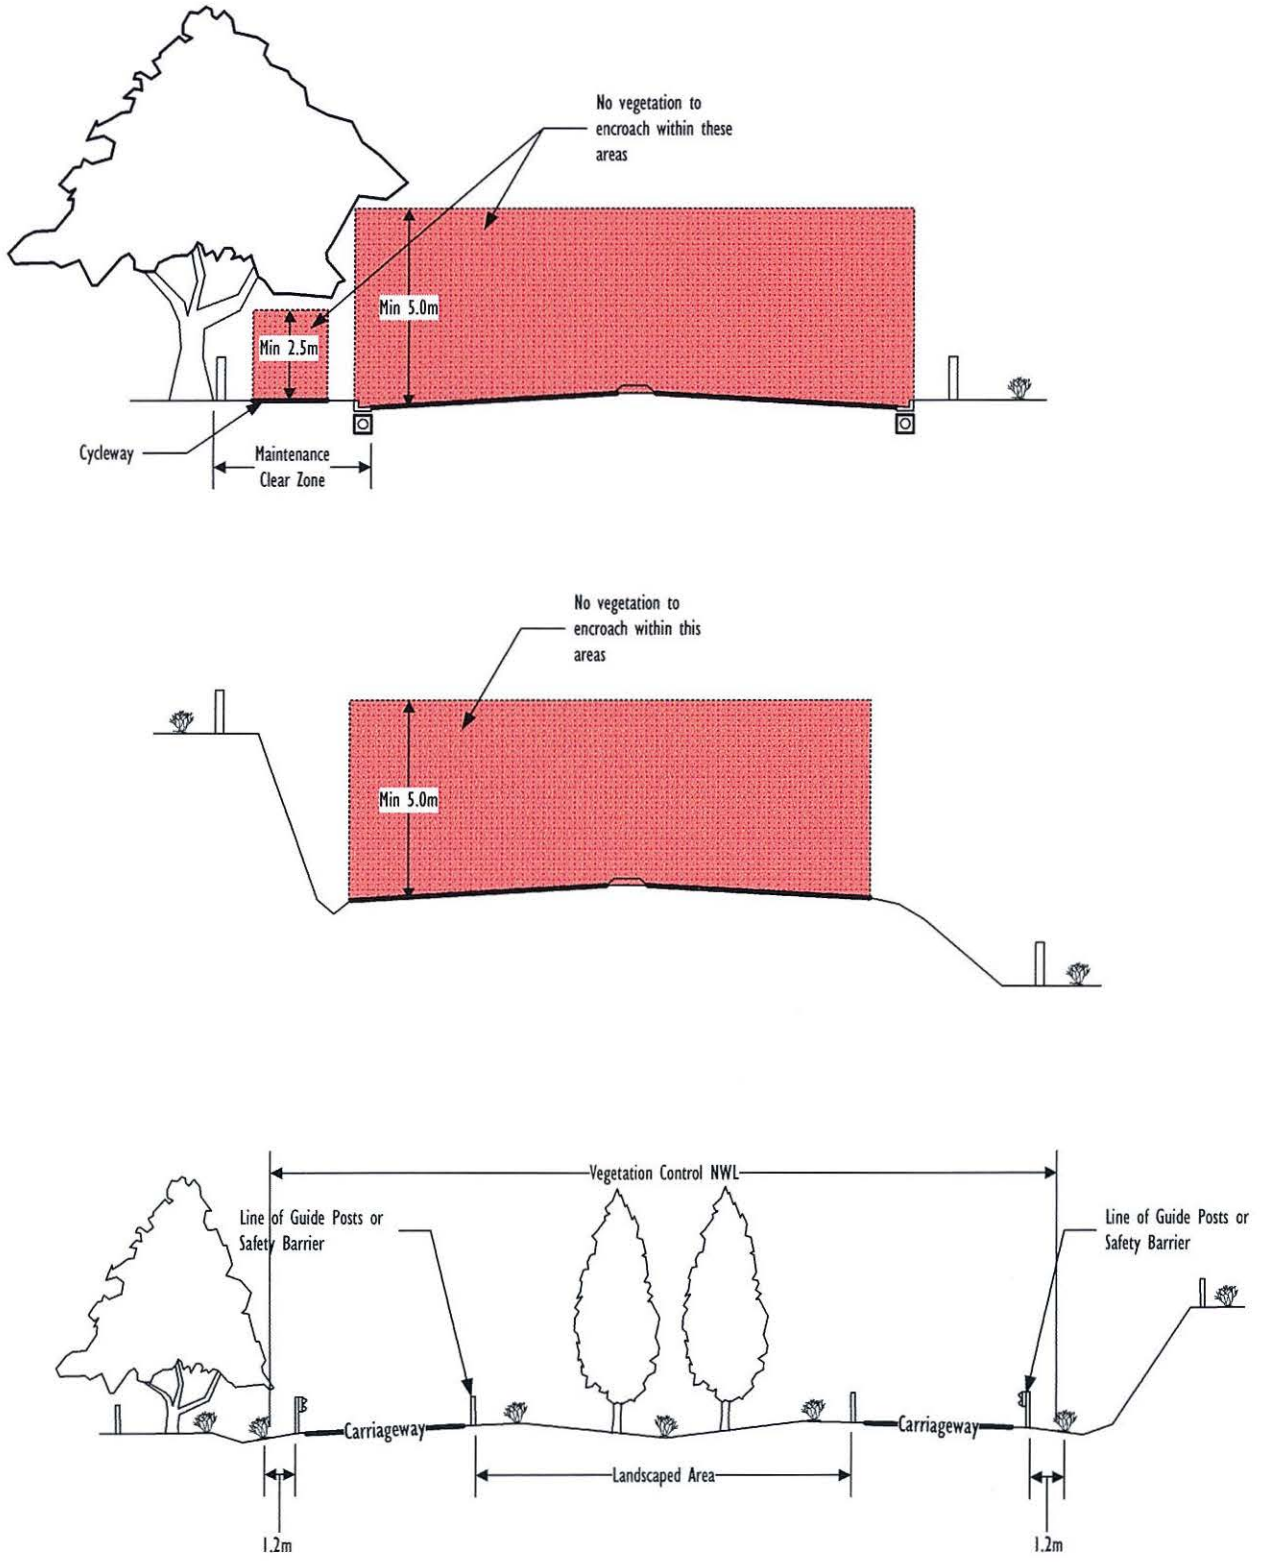 No vegetation to
encroach within these
areas
Min 5.0m
Min 2.5m
Cycleway
Maintenance
Clear Zone
No vegetation to
encroach within this
areas
Min 5.0m
Vegetation Control NWL
Line of Guide Posts or
Safety Barrier
Line of Guide Posts or
Safety Barrier
Carriageway
Carriageway
Landscaped Area
1.2m
1.2m